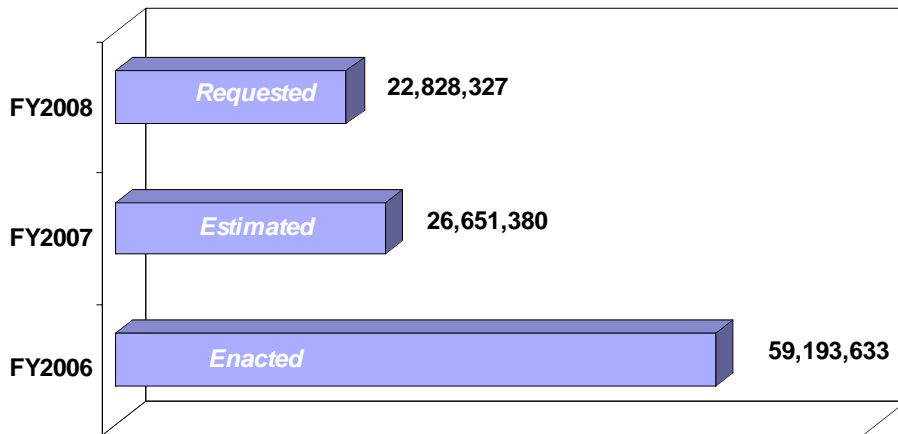 FY2008 Requested 22,828,327
FY2007 Estimated 26,651,380
FY2006 Enacted 59,193,633